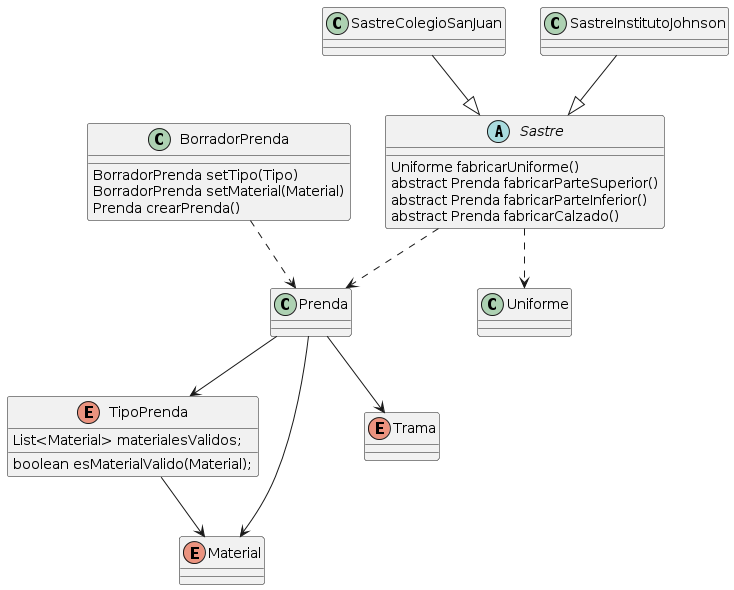 C SastreColegioSanJuan
C SastreInstitutoJohnson
C BorradorPrenda
BorradorPrenda setTipo(Tipo)
BorradorPrenda setMaterial(Material)
Prenda crearPrenda()
A Sastre
Uniforme fabricarUniforme()
abstract Prenda fabricarParteSuperior()
abstract Prenda fabricarParteInferior()
abstract Prenda fabricarCalzado()
C Prenda
C Uniforme
E TipoPrenda
List<Material> materialesValidos;
boolean esMaterialValido(Material);
E Trama
E Material